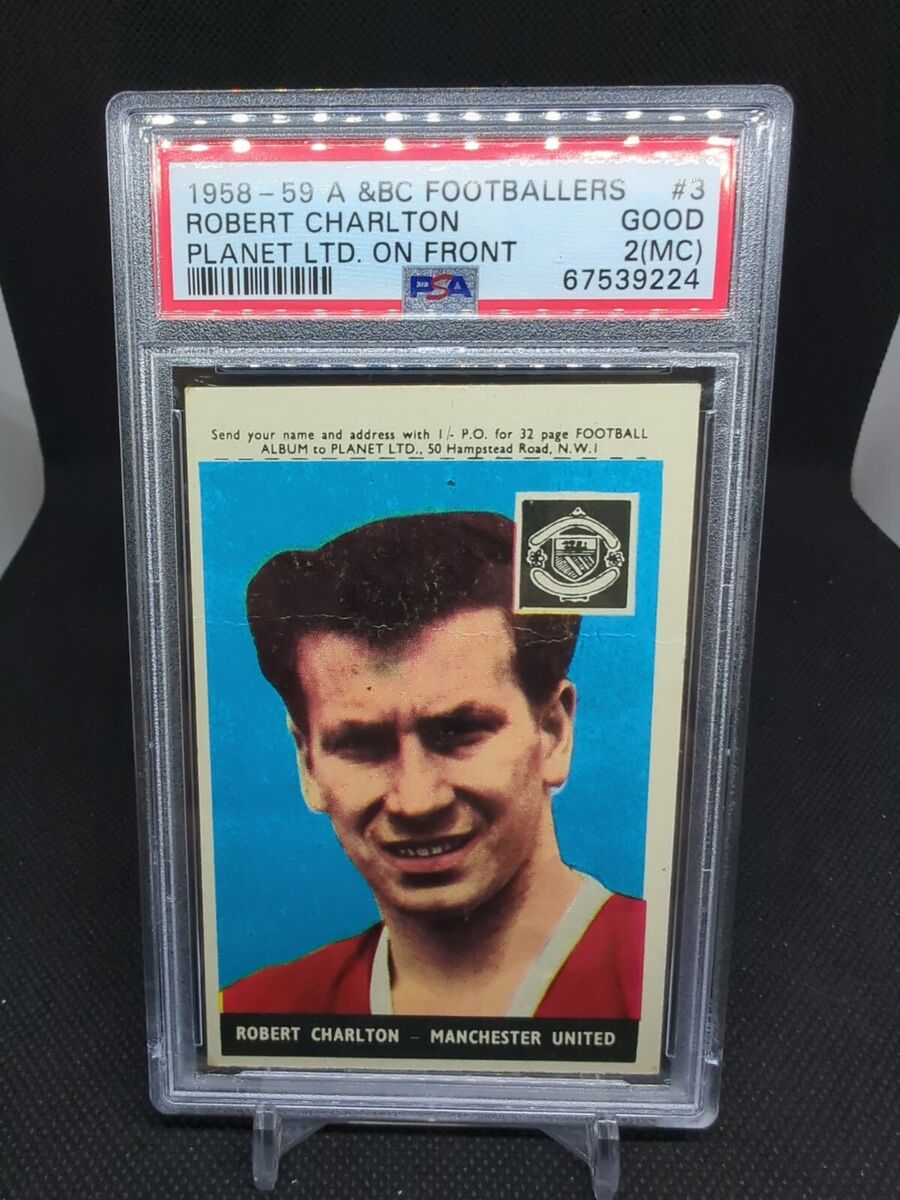 1958-59 A &BC FOOTBALLERS #3
ROBERT CHARLTON GOOD
PLANET LTD. ON FRONT 2(MC)
PSA 67539224
Send your name and address with 1/- P.O. for 32 page FOOTBALL
ALBUM to PLANET LTD., 50 Hampstead Road, N.W.1
ROBERT CHARLTON - MANCHESTER UNITED